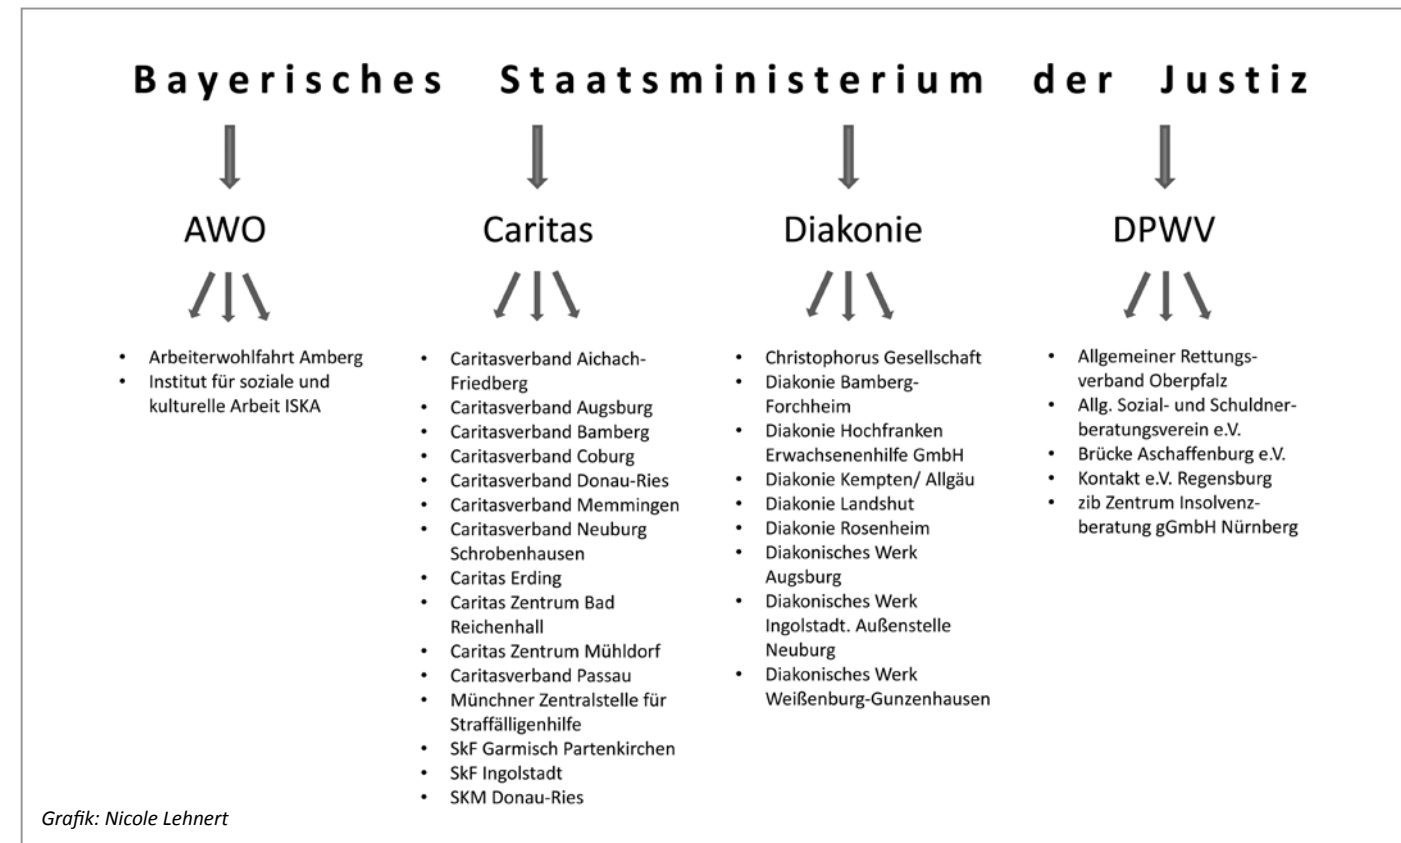 Bayerisches Staatsministerium der Justiz
AWO
Caritas
Diakonie
DPWV
• Arbeiterwohlfahrt Amberg
• Institut für soziale und
kulturelle Arbeit ISKA
• Caritasverband Aichach-
Friedberg
• Caritasverband Augsburg
• Caritasverband Bamberg
• Caritasverband Coburg
• Caritasverband Donau-Ries
• Caritasverband Memmingen
• Caritasverband Neuburg
Schrobenhausen
• Caritas Erding
• Caritas Zentrum Bad
Reichenhall
• Caritas Zentrum Mühldorf
• Caritasverband Passau
• Münchner Zentralstelle für
Straffälligenhilfe
• SkF Garmisch Partenkirchen
• SkF Ingolstadt
• SKM Donau-Ries
• Christophorus Gesellschaft
• Diakonie Bamberg-
Forchheim
• Diakonie Hochfranken
Erwachsenenhilfe GmbH
• Diakonie Kempten/ Allgäu
• Diakonie Landshut
• Diakonie Rosenheim
• Diakonisches Werk
Augsburg
• Diakonisches Werk
Ingolstadt. Außenstelle
Neuburg
• Diakonisches Werk
Weißenburg-Gunzenhausen
• Allgemeiner Rettungs-
verband Oberpfalz
• Allg. Sozial- und Schuldner-
beratungsverein e.V.
• Brücke Aschaffenburg e.V.
• Kontakt e.V. Regensburg
• zib Zentrum Insolvenz-
beratung gGmbH Nürnberg
Grafik: Nicole Lehnert